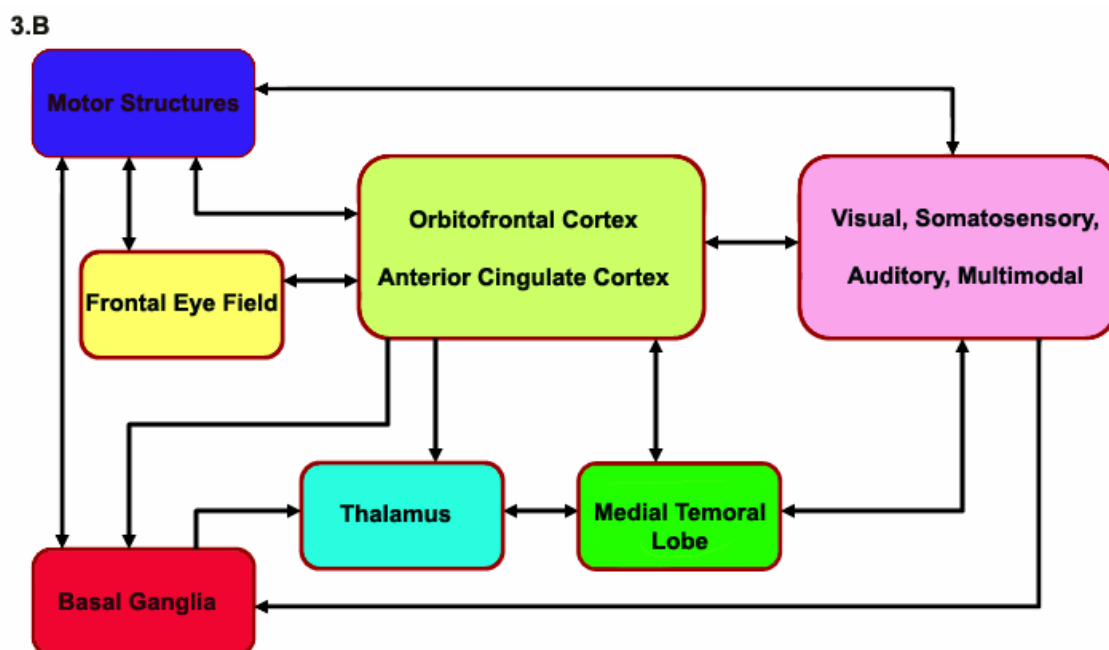 3.B
Motor Structures
Orbitofrontal Cortex
Anterior Cingulate Cortex
Visual, Somatosensory,
Auditory, Multimodal
Frontal Eye Field
Thalamus
Medial Temoral
Lobe
Basal Ganglia